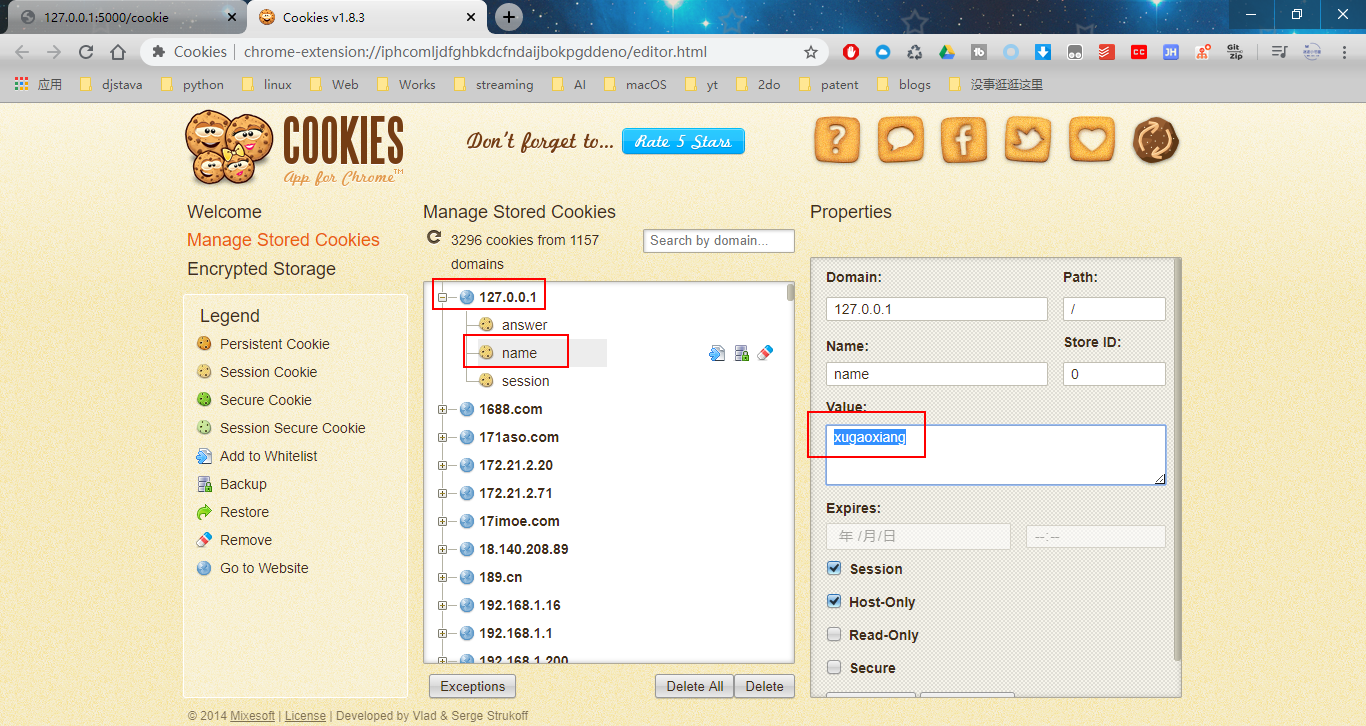 127.0.0.1:5000/cookie
Cookies v1.8.3
Cookies | chrome-extension://iphcomljdfghbkdcfndaijbokpgddeno/editor.html
应用 djstava python linux Web Works streaming AI macOS yt 2do patent blogs 没事逛逛这里
COOKIES
App for Chrome™
Don't forget to...
Rate 5 Stars
Welcome
Manage Stored Cookies
Encrypted Storage
Legend
Persistent Cookie
Session Cookie
Secure Cookie
Session Secure Cookie
Add to Whitelist
Backup
Restore
Remove
Go to Website
Manage Stored Cookies
3296 cookies from 1157
domains
Search by domain...
127.0.0.1
answer
name
session
1688.com
171aso.com
172.21.2.20
172.21.2.71
17imoe.com
18.140.208.89
189.cn
192.168.1.16
192.168.1.1
192.168.1.200
Exceptions
Delete All
Delete
Properties
Domain:
Path:
127.0.0.1
/
Name:
Store ID:
name
0
Value:
xugaoxiang
Expires:
年 /月/日
--:--
Session
Host-Only
Read-Only
Secure
© 2014 Mixesoft | License | Developed by Vlad & Serge Strukoff